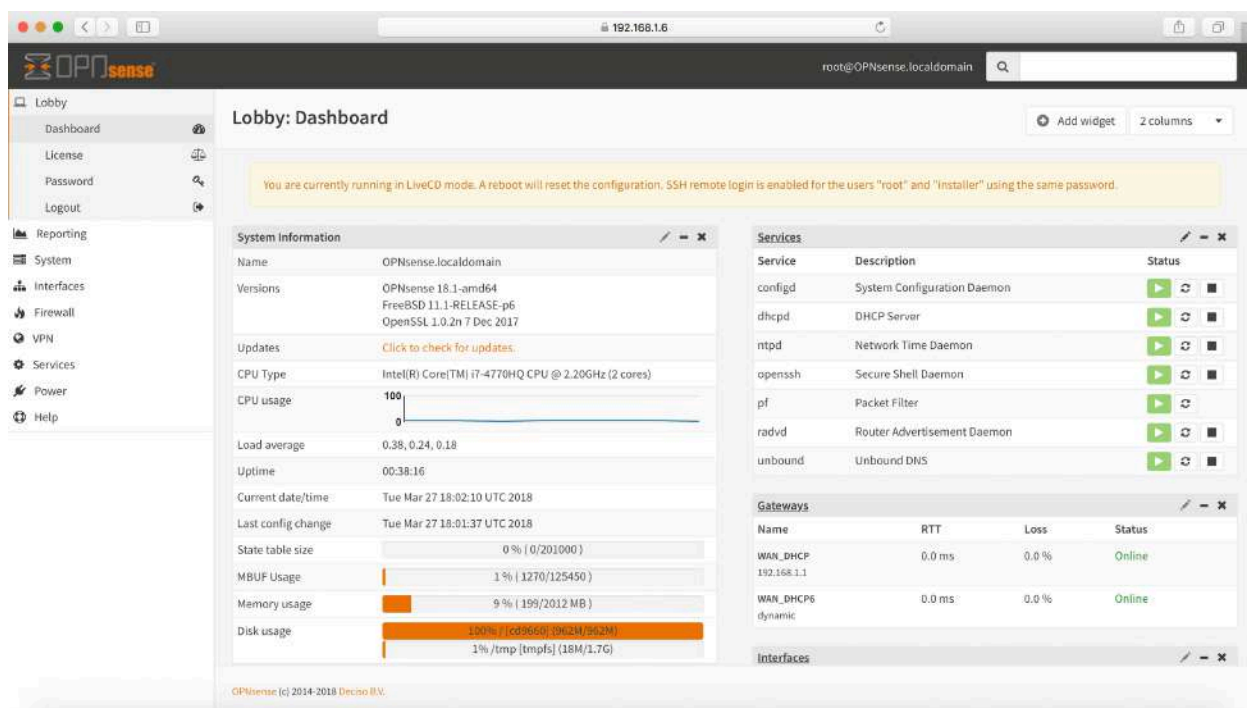 192.168.1.6
OPNsense
root@OPNsense.localdomain
Lobby
Dashboard
License
Password
Logout
Reporting
System
Interfaces
Firewall
VPN
Services
Power
Help
Lobby: Dashboard
Add widget
2 columns
You are currently running in LiveCD mode. A reboot will reset the configuration. SSH remote login is enabled for the users "root" and "installer" using the same password.
System Information
Name OPNsense.localdomain
Versions OPNsense 18.1-amd64
FreeBSD 11.1-RELEASE-p6
OpenSSL 1.0.2n 7 Dec 2017
Updates Click to check for updates.
CPU Type Intel(R) Core(TM) i7-4770HQ CPU @ 2.20GHz (2 cores)
CPU usage 100
0
Load average 0.38, 0.24, 0.18
Uptime 00:38:16
Current date/time Tue Mar 27 18:02:10 UTC 2018
Last config change Tue Mar 27 18:01:37 UTC 2018
State table size 0 % ( 0/201000 )
MBUF Usage 1 % ( 1270/125450 )
Memory usage 9 % ( 199/2012 MB )
Disk usage 100% / [cd9660] (962M/962M)
1% /tmp [tmpfs] (18M/1.7G)
Services
Service Description Status
configd System Configuration Daemon
dhcpd DHCP Server
ntpd Network Time Daemon
openssh Secure Shell Daemon
pf Packet Filter
radvd Router Advertisement Daemon
unbound Unbound DNS
Gateways
Name RTT Loss Status
WAN_DHCP 0.0 ms 0.0 % Online
192.168.1.1
WAN_DHCP6 0.0 ms 0.0 % Online
dynamic
Interfaces
OPNsense (c) 2014-2018 Deciso B.V.